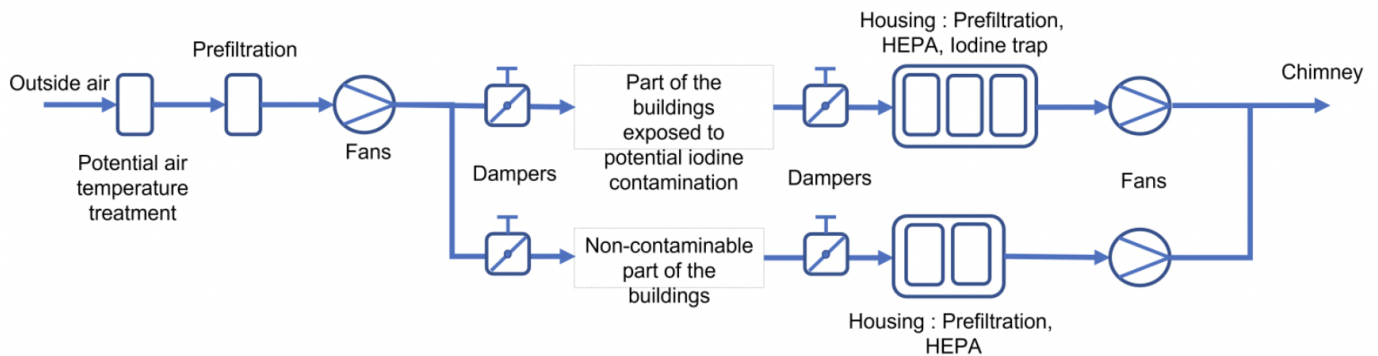 Outside air
Potential air
temperature
treatment
Prefiltration
Fans
Dampers
Part of the
buildings
exposed to
potential iodine
contamination
Non-contaminable
part of the
buildings
Dampers
Housing : Prefiltration,
HEPA, Iodine trap
Housing : Prefiltration,
HEPA
Fans
Chimney